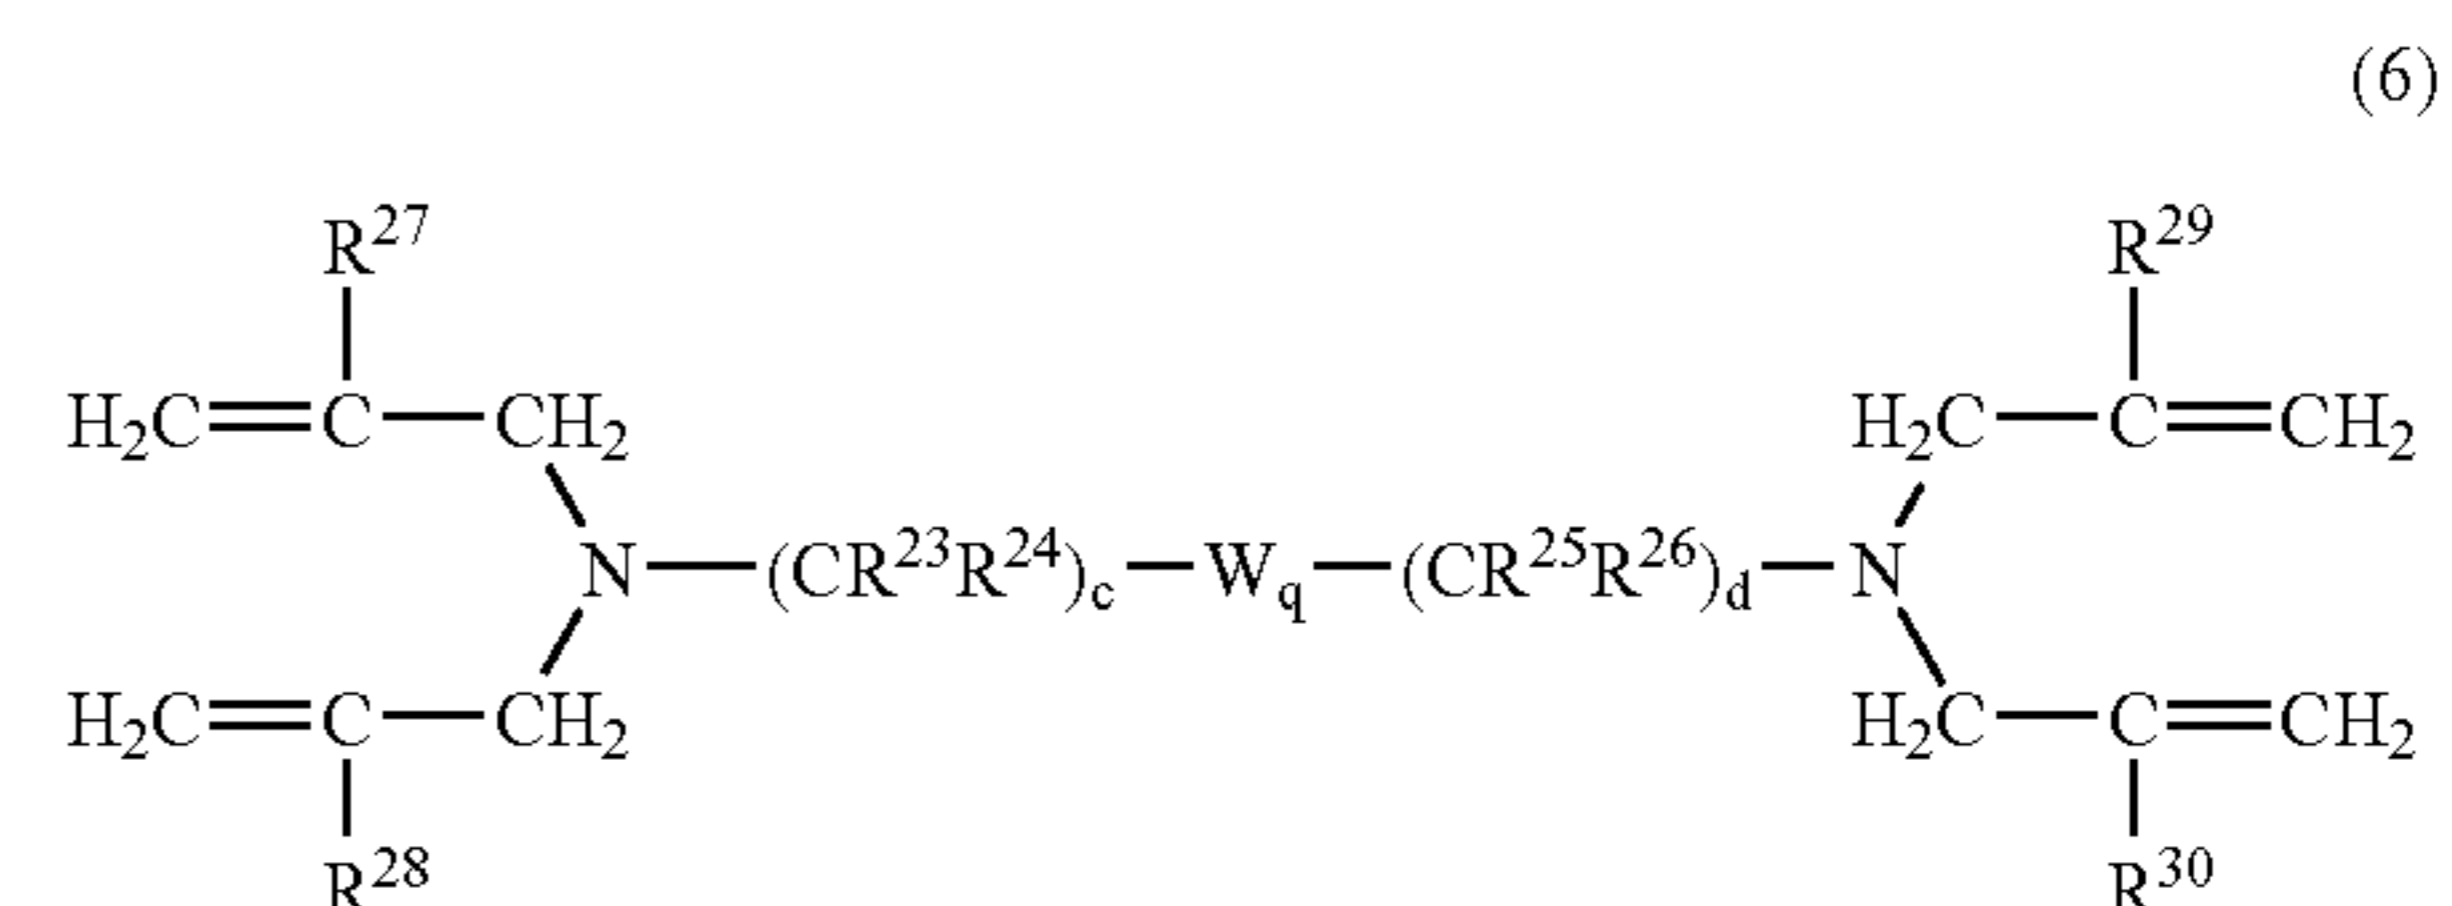 (6)
R²⁷ R²⁹
H₂C=C—CH₂ H₂C—C=CH₂
N—(CR²³R²⁴)c—Wq—(CR²⁵R²⁶)d—N
H₂C=C—CH₂ H₂C—C=CH₂
R²⁸ R³⁰